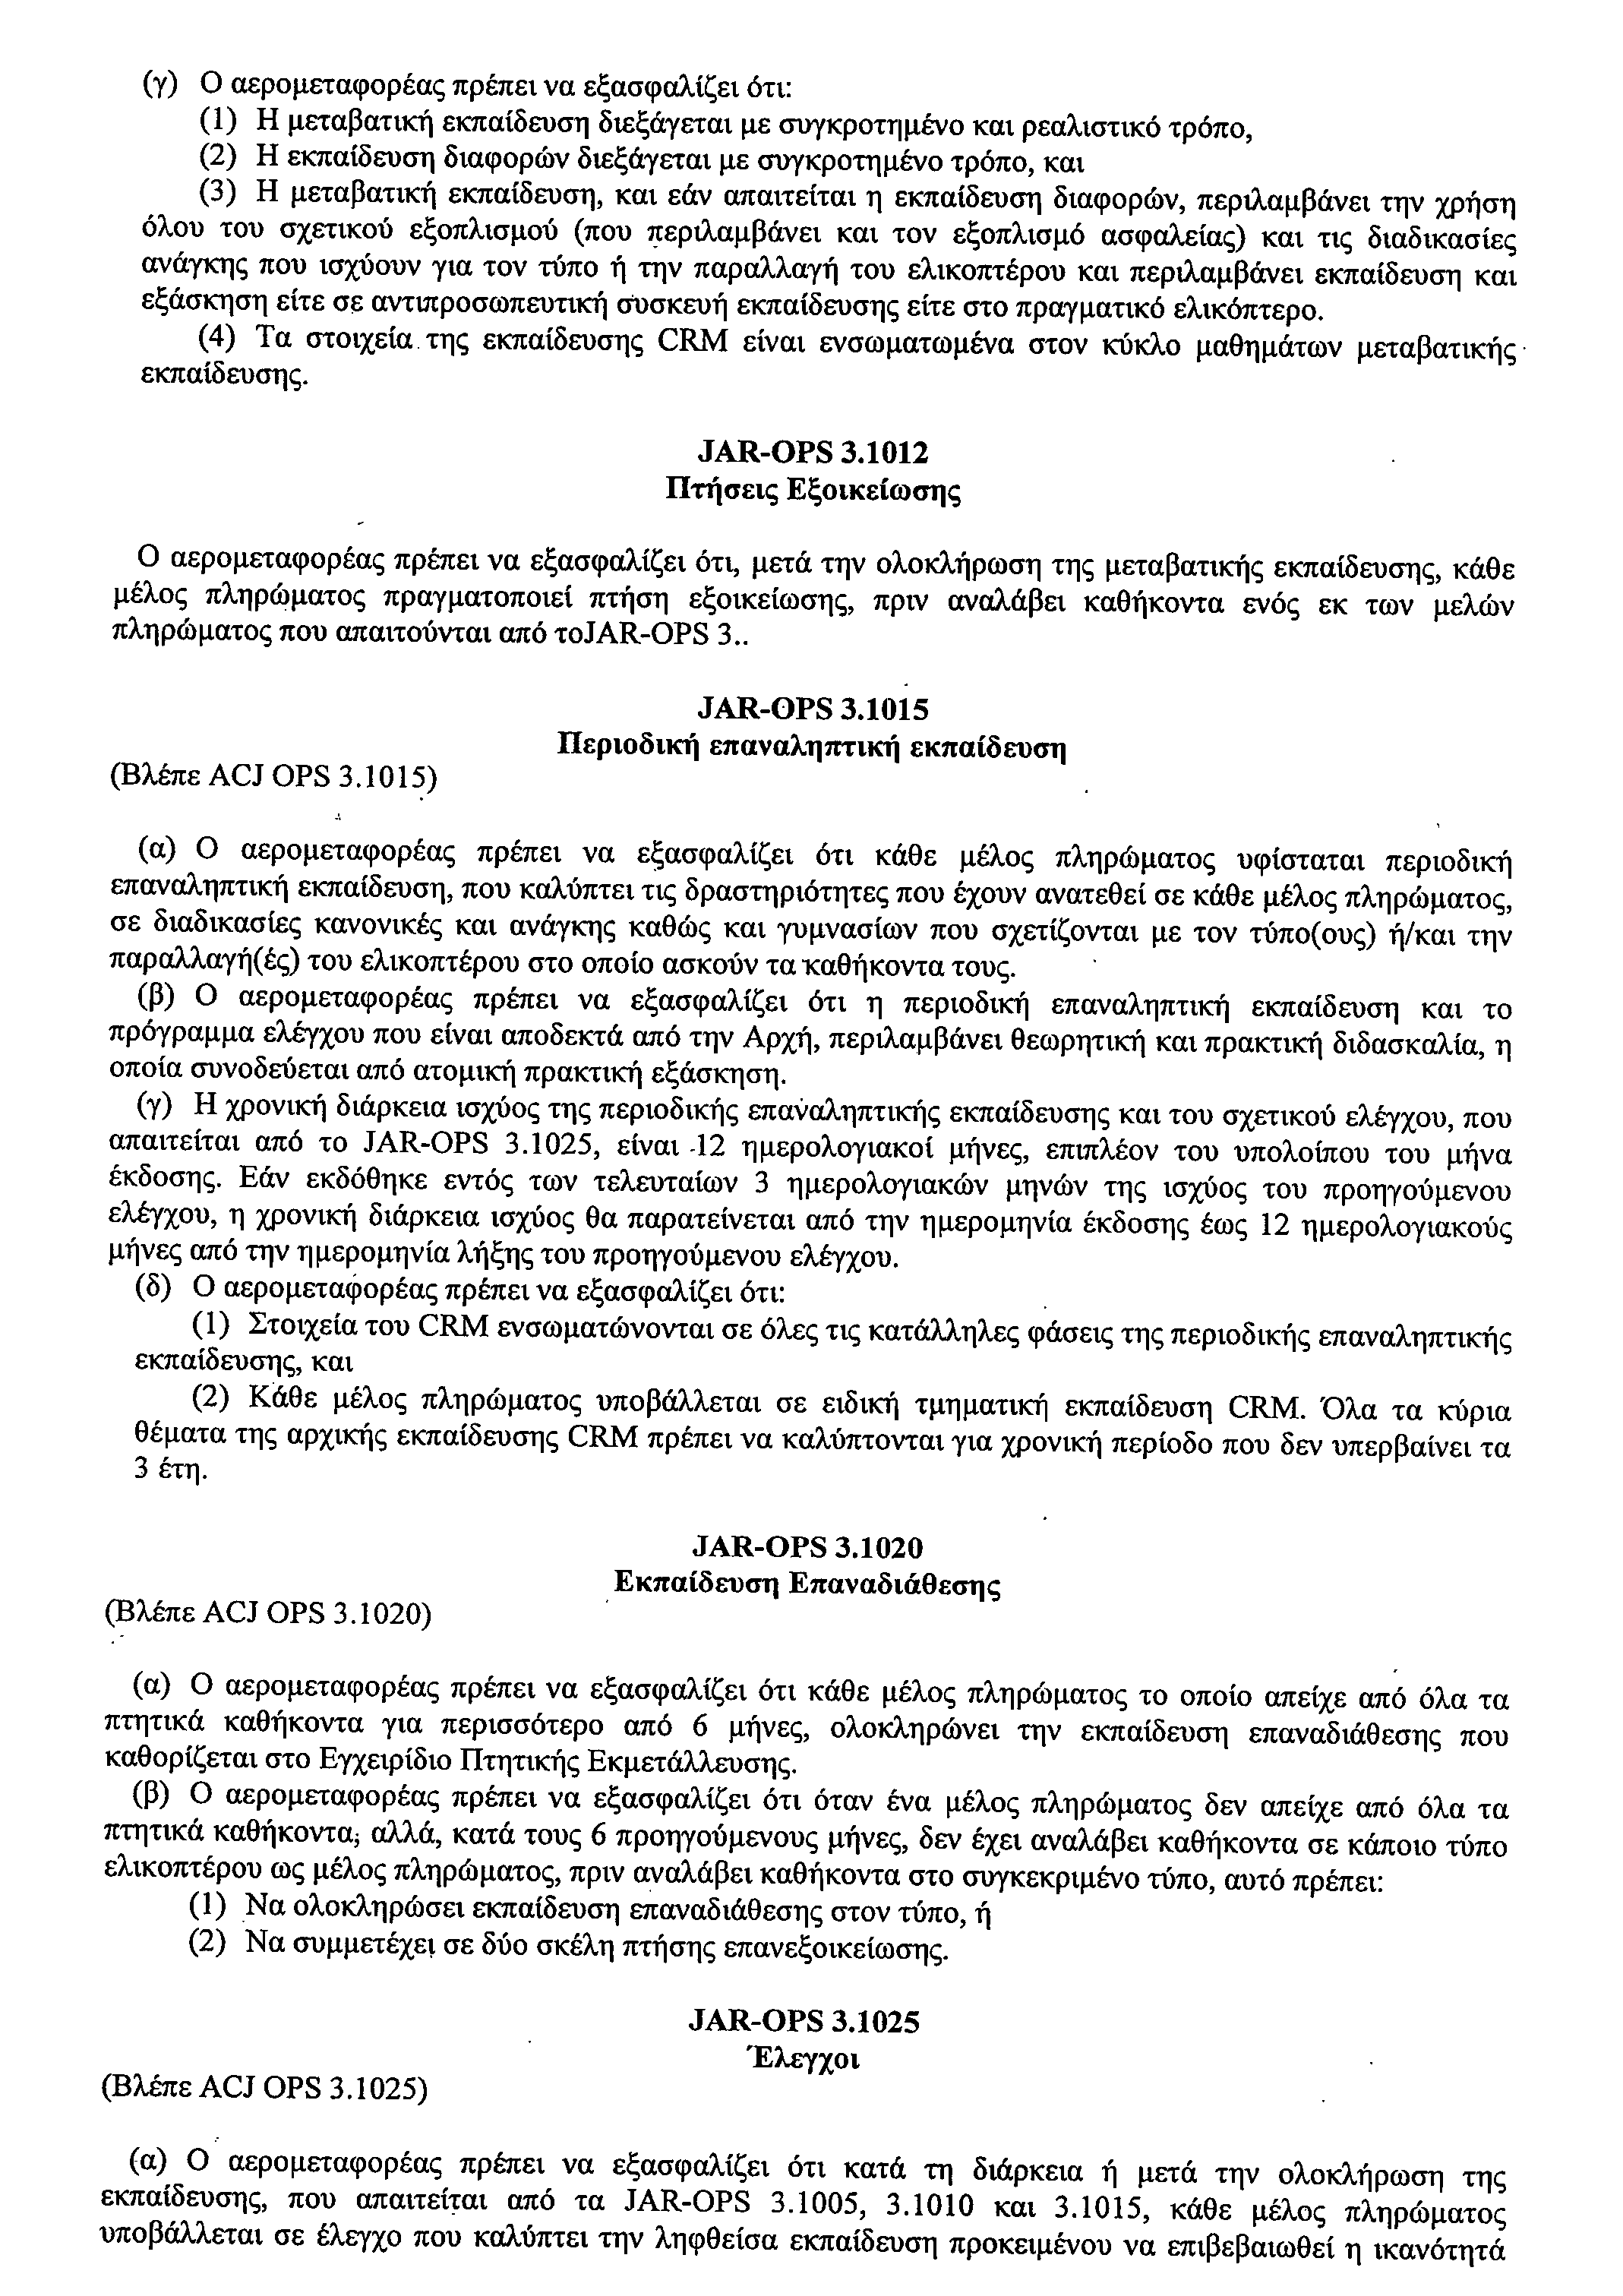 (γ) Ο αερομεταφορέας πρέπει να εξασφαλίζει ότι:
(1) Η μεταβατική εκπαίδευση διεξάγεται με συγκροτημένο και ρεαλιστικό τρόπο,
(2) Η εκπαίδευση διαφορών διεξάγεται με συγκροτημένο τρόπο, και
(3) Η μεταβατική εκπαίδευση, και εάν απαιτείται η εκπαίδευση διαφορών, περιλαμβάνει την χρήση
όλου του σχετικού εξοπλισμού (που περιλαμβάνει και τον εξοπλισμό ασφαλείας) και τις διαδικασίες
ανάγκης που ισχύουν για τον τύπο ή την παραλλαγή του ελικοπτέρου και περιλαμβάνει εκπαίδευση και
εξάσκηση είτε σε αντιπροσωπευτική συσκευή εκπαίδευσης είτε στο πραγματικό ελικόπτερο.
(4) Τα στοιχεία της εκπαίδευσης CRM είναι ενσωματωμένα στον κύκλο μαθημάτων μεταβατικής
εκπαίδευσης.
JAR-OPS 3.1012
Πτήσεις Εξοικείωσης
Ο αερομεταφορέας πρέπει να εξασφαλίζει ότι, μετά την ολοκλήρωση της μεταβατικής εκπαίδευσης, κάθε
μέλος πληρώματος πραγματοποιεί πτήση εξοικείωσης, πριν αναλάβει καθήκοντα ενός εκ των μελών
πληρώματος που απαιτούνται από τοJAR-OPS 3..
JAR-OPS 3.1015
Περιοδική επαναληπτική εκπαίδευση
(Βλέπε ACJ OPS 3.1015)
(α) Ο αερομεταφορέας πρέπει να εξασφαλίζει ότι κάθε μέλος πληρώματος υφίσταται περιοδική
επαναληπτική εκπαίδευση, που καλύπτει τις δραστηριότητες που έχουν ανατεθεί σε κάθε μέλος πληρώματος,
σε διαδικασίες κανονικές και ανάγκης καθώς και γυμνασίων που σχετίζονται με τον τύπο(ους) ή/και την
παραλλαγή(ές) του ελικοπτέρου στο οποίο ασκούν τα καθήκοντα τους.
(β) Ο αερομεταφορέας πρέπει να εξασφαλίζει ότι η περιοδική επαναληπτική εκπαίδευση και το
πρόγραμμα ελέγχου που είναι αποδεκτά από την Αρχή, περιλαμβάνει θεωρητική και πρακτική διδασκαλία, η
οποία συνοδεύεται από ατομική πρακτική εξάσκηση.
(γ) Η χρονική διάρκεια ισχύος της περιοδικής επαναληπτικής εκπαίδευσης και του σχετικού ελέγχου, που
απαιτείται από το JAR-OPS 3.1025, είναι 12 ημερολογιακοί μήνες, επιπλέον του υπολοίπου του μήνα
έκδοσης. Εάν εκδόθηκε εντός των τελευταίων 3 ημερολογιακών μηνών της ισχύος του προηγούμενου
ελέγχου, η χρονική διάρκεια ισχύος θα παρατείνεται από την ημερομηνία έκδοσης έως 12 ημερολογιακούς
μήνες από την ημερομηνία λήξης του προηγούμενου ελέγχου.
(δ) Ο αερομεταφορέας πρέπει να εξασφαλίζει ότι:
(1) Στοιχεία του CRM ενσωματώνονται σε όλες τις κατάλληλες φάσεις της περιοδικής επαναληπτικής
εκπαίδευσης, και
(2) Κάθε μέλος πληρώματος υποβάλλεται σε ειδική τμηματική εκπαίδευση CRM. Όλα τα κύρια
θέματα της αρχικής εκπαίδευσης CRM πρέπει να καλύπτονται για χρονική περίοδο που δεν υπερβαίνει τα
3 έτη.
JAR-OPS 3.1020
Εκπαίδευση Επαναδιάθεσης
(Βλέπε ACJ OPS 3.1020)
(α) Ο αερομεταφορέας πρέπει να εξασφαλίζει ότι κάθε μέλος πληρώματος το οποίο απείχε από όλα τα
πτητικά καθήκοντα για περισσότερο από 6 μήνες, ολοκληρώνει την εκπαίδευση επαναδιάθεσης που
καθορίζεται στο Εγχειρίδιο Πτητικής Εκμετάλλευσης.
(β) Ο αερομεταφορέας πρέπει να εξασφαλίζει ότι όταν ένα μέλος πληρώματος δεν απείχε από όλα τα
πτητικά καθήκοντα, αλλά, κατά τους 6 προηγούμενους μήνες, δεν έχει αναλάβει καθήκοντα σε κάποιο τύπο
ελικοπτέρου ως μέλος πληρώματος, πριν αναλάβει καθήκοντα στο συγκεκριμένο τύπο, αυτό πρέπει:
(1) Να ολοκληρώσει εκπαίδευση επαναδιάθεσης στον τύπο, ή
(2) Να συμμετέχει σε δύο σκέλη πτήσης επανεξοικείωσης.
JAR-OPS 3.1025
Έλεγχοι
(Βλέπε ACJ OPS 3.1025)
(α) Ο αερομεταφορέας πρέπει να εξασφαλίζει ότι κατά τη διάρκεια ή μετά την ολοκλήρωση της
εκπαίδευσης, που απαιτείται από τα JAR-OPS 3.1005, 3.1010 και 3.1015, κάθε μέλος πληρώματος
υποβάλλεται σε έλεγχο που καλύπτει την ληφθείσα εκπαίδευση προκειμένου να επιβεβαιωθεί η ικανότητά